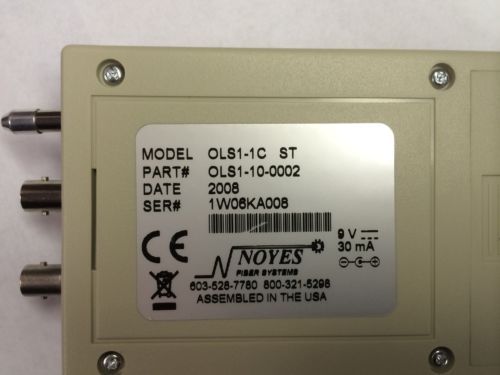 MODEL OLS1-1C ST
PART# OLS1-10-0002
DATE 2008
SER# 1W06KA008
CE
9 V
30 mA
NOYES
FIBER SYSTEMS
603-528-7780 800-321-5298
ASSEMBLED IN THE USA